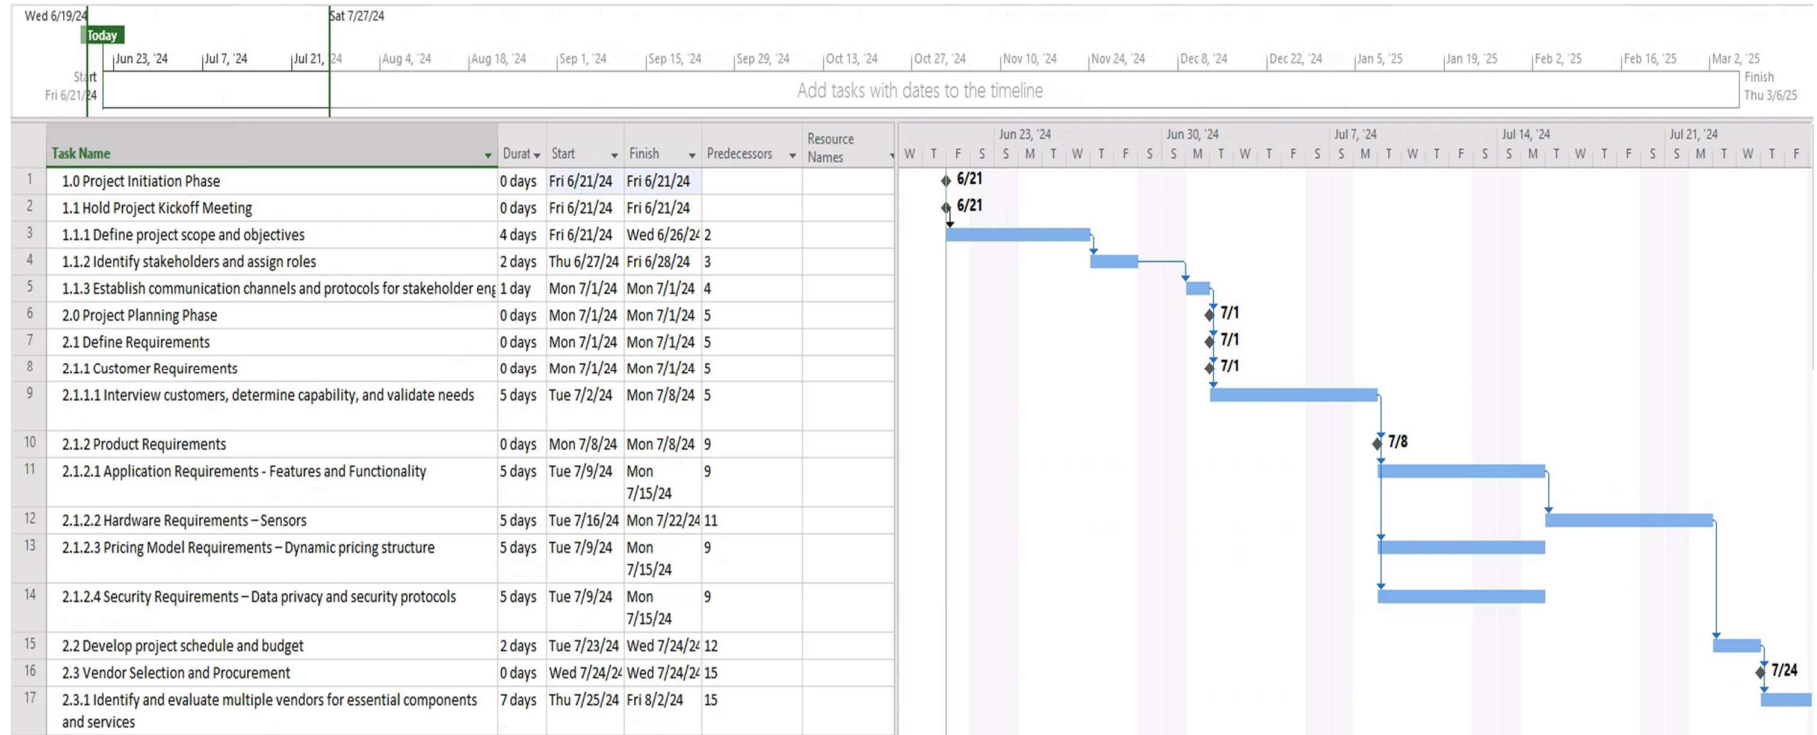 Wed 6/19/24 Sat 7/27/24
Today
Jun 23, '24 Jul 7, '24 Jul 21, '24 Aug 4, '24 Aug 18, '24 Sep 1, '24 Sep 15, '24 Sep 29, '24 Oct 13, '24 Oct 27, '24 Nov 10, '24 Nov 24, '24 Dec 8, '24 Dec 22, '24 Jan 5, '25 Jan 19, '25 Feb 2, '25 Feb 16, '25 Mar 2, '25
Start Finish
Fri 6/21/24 Add tasks with dates to the timeline Thu 3/6/25
Jun 23, '24 Jun 30, '24 Jul 7, '24 Jul 14, '24 Jul 21, '24
Task Name Durat Start Finish Predecessors Resource Names W T F S S M T W T F S S M T W T F S S M T W T F S S M T W T F S S M T W T F
1 1.0 Project Initiation Phase 0 days Fri 6/21/24 Fri 6/21/24 6/21
2 1.1 Hold Project Kickoff Meeting 0 days Fri 6/21/24 Fri 6/21/24 6/21
3 1.1.1 Define project scope and objectives 4 days Fri 6/21/24 Wed 6/26/24 2
4 1.1.2 Identify stakeholders and assign roles 2 days Thu 6/27/24 Fri 6/28/24 3
5 1.1.3 Establish communication channels and protocols for stakeholder eng 1 day Mon 7/1/24 Mon 7/1/24 4
6 2.0 Project Planning Phase 0 days Mon 7/1/24 Mon 7/1/24 5 7/1
7 2.1 Define Requirements 0 days Mon 7/1/24 Mon 7/1/24 5 7/1
8 2.1.1 Customer Requirements 0 days Mon 7/1/24 Mon 7/1/24 5 7/1
9 2.1.1.1 Interview customers, determine capability, and validate needs 5 days Tue 7/2/24 Mon 7/8/24 5
10 2.1.2 Product Requirements 0 days Mon 7/8/24 Mon 7/8/24 9 7/8
11 2.1.2.1 Application Requirements - Features and Functionality 5 days Tue 7/9/24 Mon 9
7/15/24
12 2.1.2.2 Hardware Requirements – Sensors 5 days Tue 7/16/24 Mon 7/22/24 11
13 2.1.2.3 Pricing Model Requirements – Dynamic pricing structure 5 days Tue 7/9/24 Mon 9
7/15/24
14 2.1.2.4 Security Requirements – Data privacy and security protocols 5 days Tue 7/9/24 Mon 9
7/15/24
15 2.2 Develop project schedule and budget 2 days Tue 7/23/24 Wed 7/24/24 12
16 2.3 Vendor Selection and Procurement 0 days Wed 7/24/24 Wed 7/24/24 15 7/24
17 2.3.1 Identify and evaluate multiple vendors for essential components 7 days Thu 7/25/24 Fri 8/2/24 15
and services